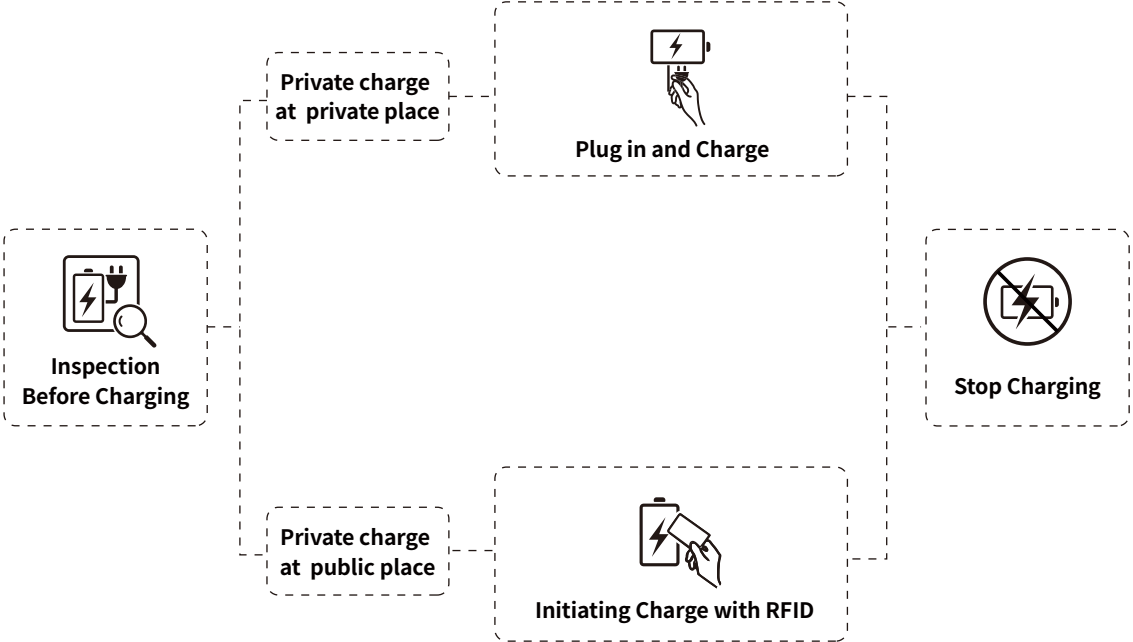 Private charge
at private place
Plug in and Charge
Inspection
Before Charging
Stop Charging
Private charge
at public place
Initiating Charge with RFID